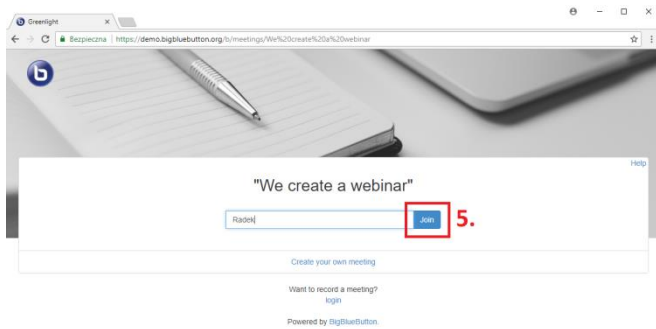 Greenlight
Bezpieczna | https://demo.bigbluebutton.org/b/meetings/We%20create%20a%20webinar
b
Help
"We create a webinar"
Radek Join 5.
Create your own meeting
Want to record a meeting?
login
Powered by BigBlueButton.